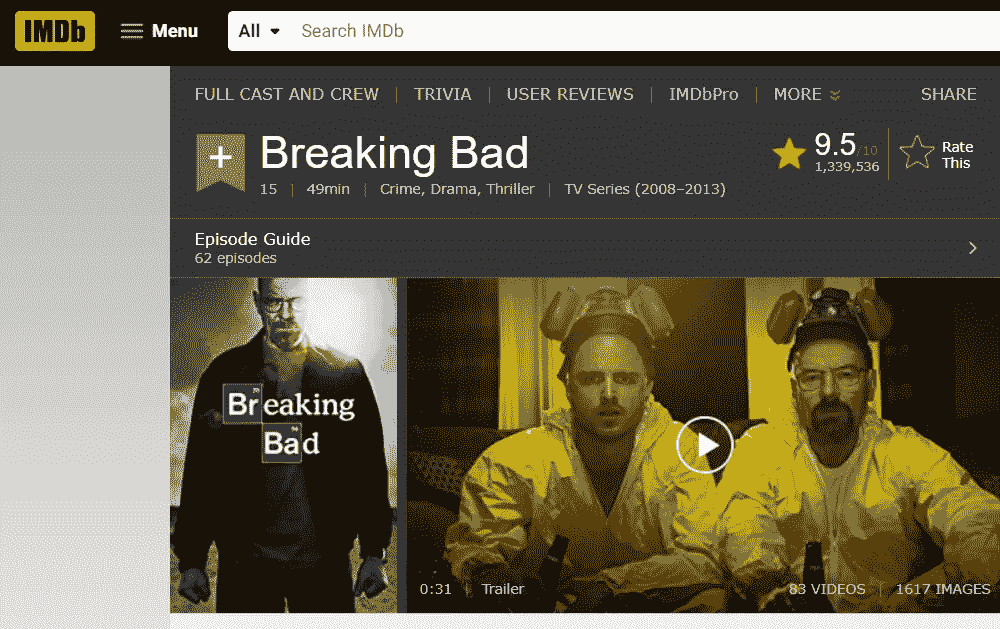 IMDb Menu All Search IMDb
FULL CAST AND CREW | TRIVIA | USER REVIEWS | IMDbPro | MORE SHARE
Breaking Bad
9.5/10
1,339,536
Rate This
15 | 49min | Crime, Drama, Thriller | TV Series (2008–2013)
Episode Guide
62 episodes
Breaking
Bad
0:31 | Trailer
83 VIDEOS | 1617 IMAGES